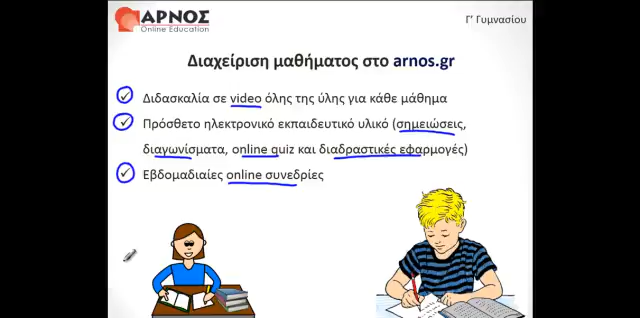 ΑΡΝΟΣ
Online Education
Γ' Γυμνασίου
Διαχείριση μαθήματος στο arnos.gr
Διδασκαλία σε video όλης της ύλης για κάθε μάθημα
Πρόσθετο ηλεκτρονικό εκπαιδευτικό υλικό (σημειώσεις,
διαγωνίσματα, online quiz και διαδραστικές εφαρμογές)
Εβδομαδιαίες online συνεδρίες